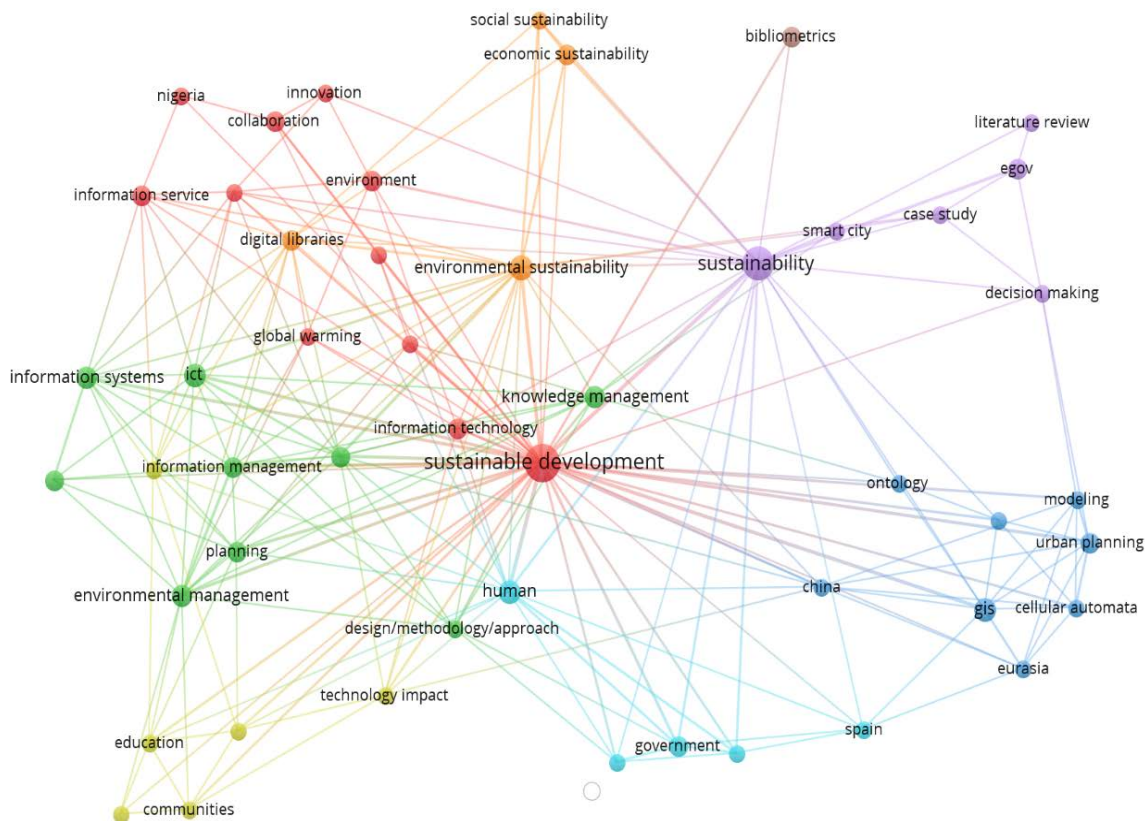 social sustainability
bibliometrics
economic sustainability
nigeria
innovation
collaboration
literature review
egov
environment
information service
case study
smart city
digital libraries
environmental sustainability
sustainability
decision making
global warming
information systems
ict
knowledge management
information technology
sustainable development
information management
ontology
modeling
urban planning
planning
human
china
environmental management
gis
cellular automata
design/methodology/approach
eurasia
technology impact
spain
education
government
communities